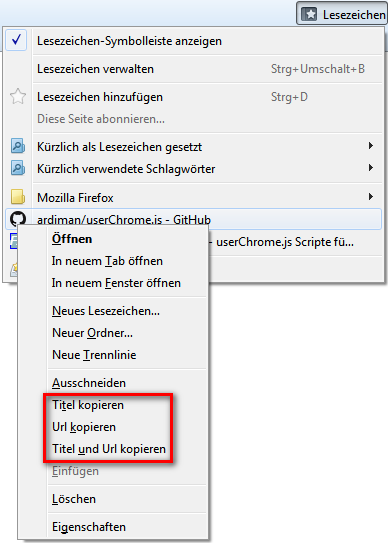 Lesezeichen
Lesezeichen-Symbolleiste anzeigen
Lesezeichen verwalten Strg+Umschalt+B
Lesezeichen hinzufügen Strg+D
Diese Seite abonnieren...
Kürzlich als Lesezeichen gesetzt
Kürzlich verwendete Schlagwörter
Mozilla Firefox
ardiman/userChrome.js - GitHub
- userChrome.js Scripte fü...
Öffnen
In neuem Tab öffnen
In neuem Fenster öffnen
Neues Lesezeichen...
Neuer Ordner...
Neue Trennlinie
Ausschneiden
Titel kopieren
Url kopieren
Titel und Url kopieren
Einfügen
Löschen
Eigenschaften